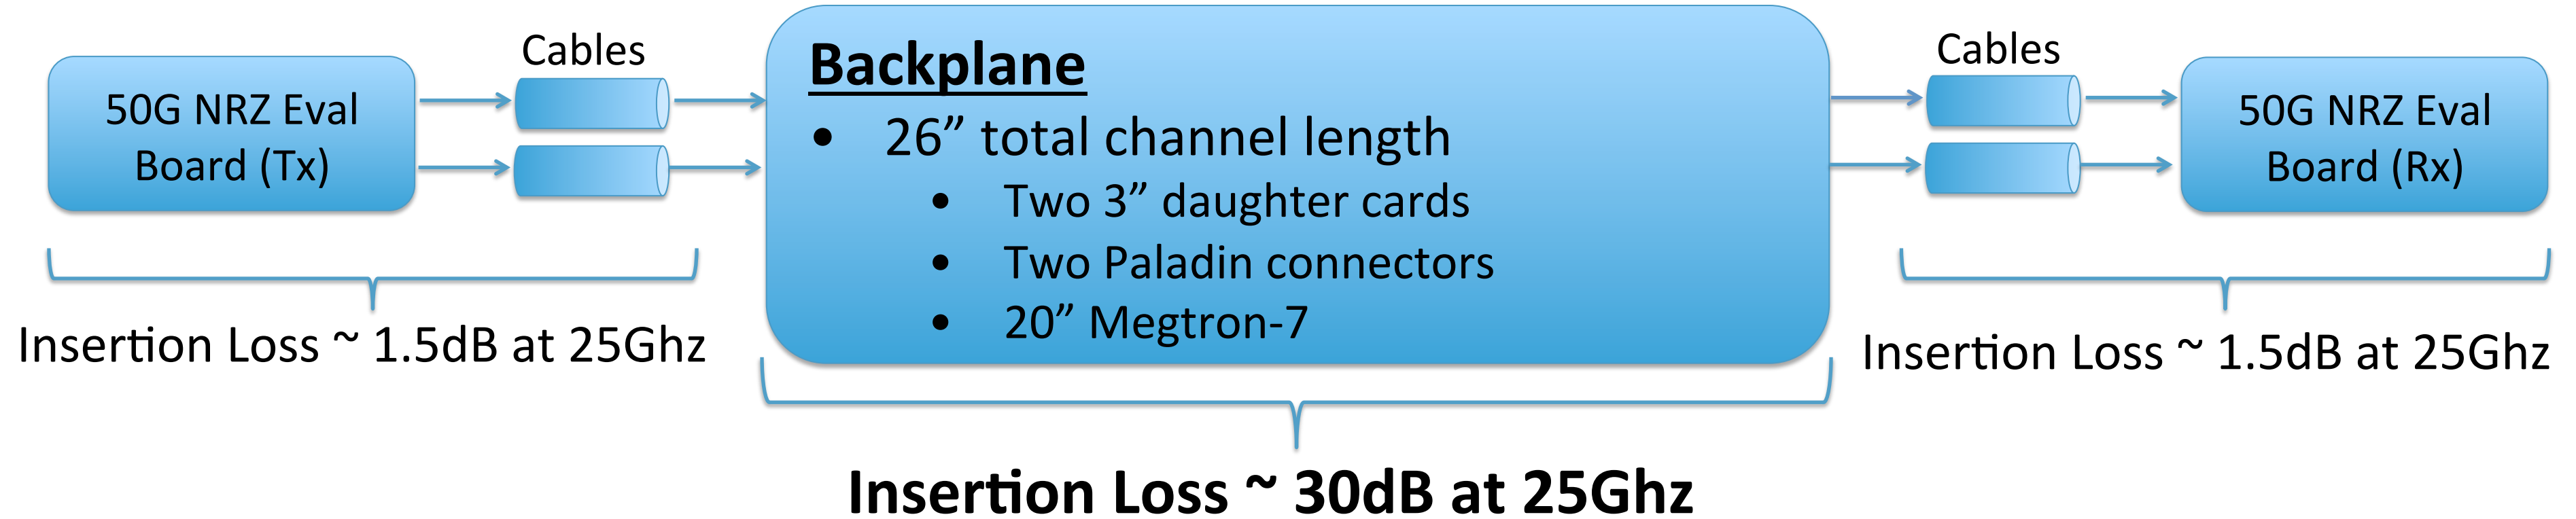 50G NRZ Eval
Board (Tx)
Cables
Backplane
• 26” total channel length
• Two 3” daughter cards
• Two Paladin connectors
• 20” Megtron-7
Cables
50G NRZ Eval
Board (Rx)
Insertion Loss ~ 1.5dB at 25Ghz
Insertion Loss ~ 30dB at 25Ghz
Insertion Loss ~ 1.5dB at 25Ghz